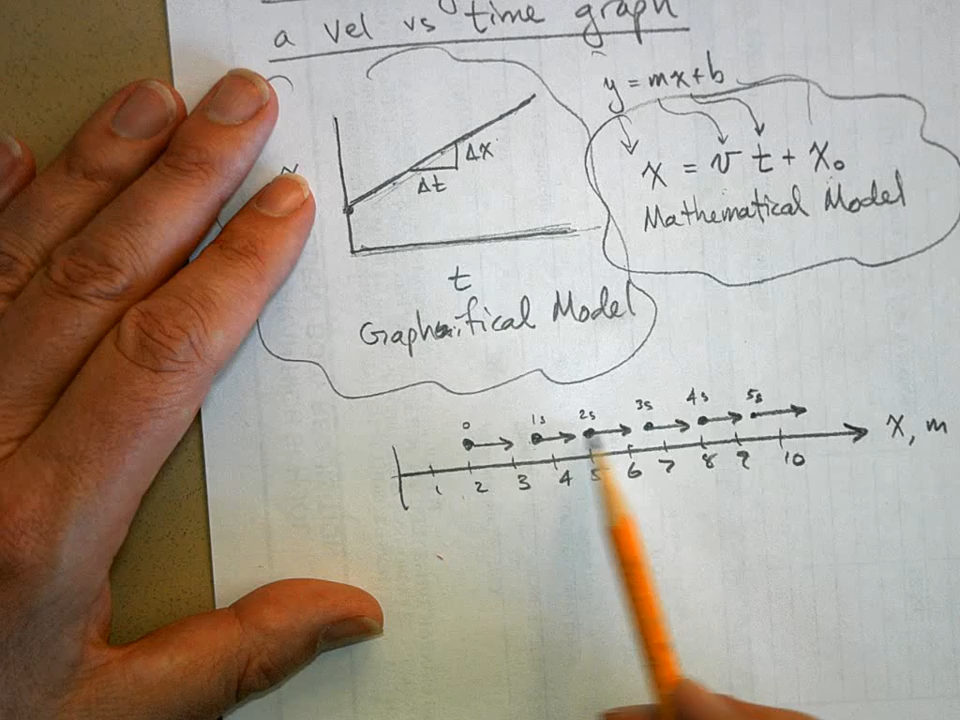 a vel vs time graph
y = mx + b
x = v t + x₀
Mathematical Model
Δx
Δt
t
Graphical Model
0 1s 2s 3s 4s 5s
X, m
1 2 3 4 5 6 7 8 9 10